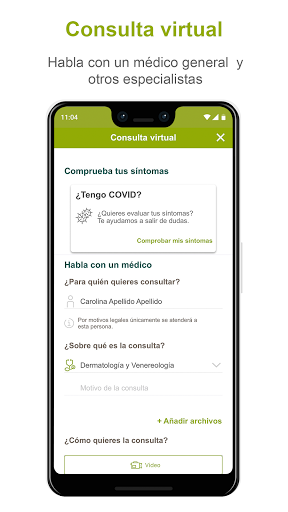 Consulta virtual
Habla con un médico general y
otros especialistas
11:04
Consulta virtual
Comprueba tus síntomas
¿Tengo COVID?
¿Quieres evaluar tus síntomas?
Te ayudamos a salir de dudas.
Comprobar mis síntomas
Habla con un médico
¿Para quién quieres consultar?
Carolina Apellido Apellido
Por motivos legales únicamente se atenderá a
esta persona.
¿Sobre qué es la consulta?
Dermatología y Venereología
Motivo de la consulta
+ Añadir archivos
¿Cómo quieres la consulta?
Vídeo